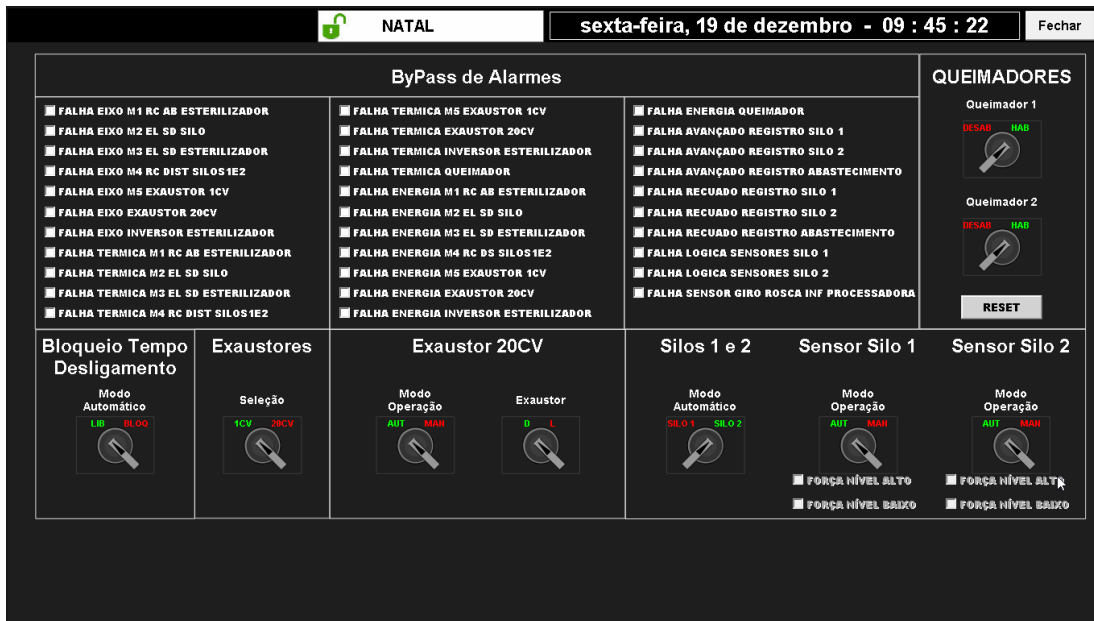 NATAL
sexta-feira, 19 de dezembro - 09 : 45 : 22
Fechar
ByPass de Alarmes
FALHA EIXO M1 RC AB ESTERILIZADOR
FALHA EIXO M2 EL SD SILO
FALHA EIXO M3 EL SD ESTERILIZADOR
FALHA EIXO M4 RC DIST SILOS1E2
FALHA EIXO M5 EXAUSTOR 1CV
FALHA EIXO EXAUSTOR 20CV
FALHA EIXO INVERSOR ESTERILIZADOR
FALHA TERMICA M1 RC AB ESTERILIZADOR
FALHA TERMICA M2 EL SD SILO
FALHA TERMICA M3 EL SD ESTERILIZADOR
FALHA TERMICA M4 RC DIST SILOS1E2
FALHA TERMICA M5 EXAUSTOR 1CV
FALHA TERMICA EXAUSTOR 20CV
FALHA TERMICA INVERSOR ESTERILIZADOR
FALHA TERMICA QUEIMADOR
FALHA ENERGIA M1 RC AB ESTERILIZADOR
FALHA ENERGIA M2 EL SD SILO
FALHA ENERGIA M3 EL SD ESTERILIZADOR
FALHA ENERGIA M4 RC DS SILOS1E2
FALHA ENERGIA M5 EXAUSTOR 1CV
FALHA ENERGIA EXAUSTOR 20CV
FALHA ENERGIA INVERSOR ESTERILIZADOR
FALHA ENERGIA QUEIMADOR
FALHA AVANÇADO REGISTRO SILO 1
FALHA AVANÇADO REGISTRO SILO 2
FALHA AVANÇADO REGISTRO ABASTECIMENTO
FALHA RECUADO REGISTRO SILO 1
FALHA RECUADO REGISTRO SILO 2
FALHA RECUADO REGISTRO ABASTECIMENTO
FALHA LOGICA SENSORES SILO 1
FALHA LOGICA SENSORES SILO 2
FALHA SENSOR GIRO ROSCA INF PROCESSADORA
QUEIMADORES
Queimador 1
DESAB HAB
Queimador 2
DESAB HAB
RESET
Bloqueio Tempo
Desligamento
Modo
Automático
LIB BLOQ
Exaustores
Seleção
1CV 20CV
Exaustor 20CV
Modo
Operação
AUT MAN
Exaustor
D L
Silos 1 e 2
Modo
Automático
SILO 1 SILO 2
Sensor Silo 1
Modo
Operação
AUT MAN
FORÇA NÍVEL ALTO
FORÇA NÍVEL BAIXO
Sensor Silo 2
Modo
Operação
AUT MAN
FORÇA NÍVEL ALTO
FORÇA NÍVEL BAIXO